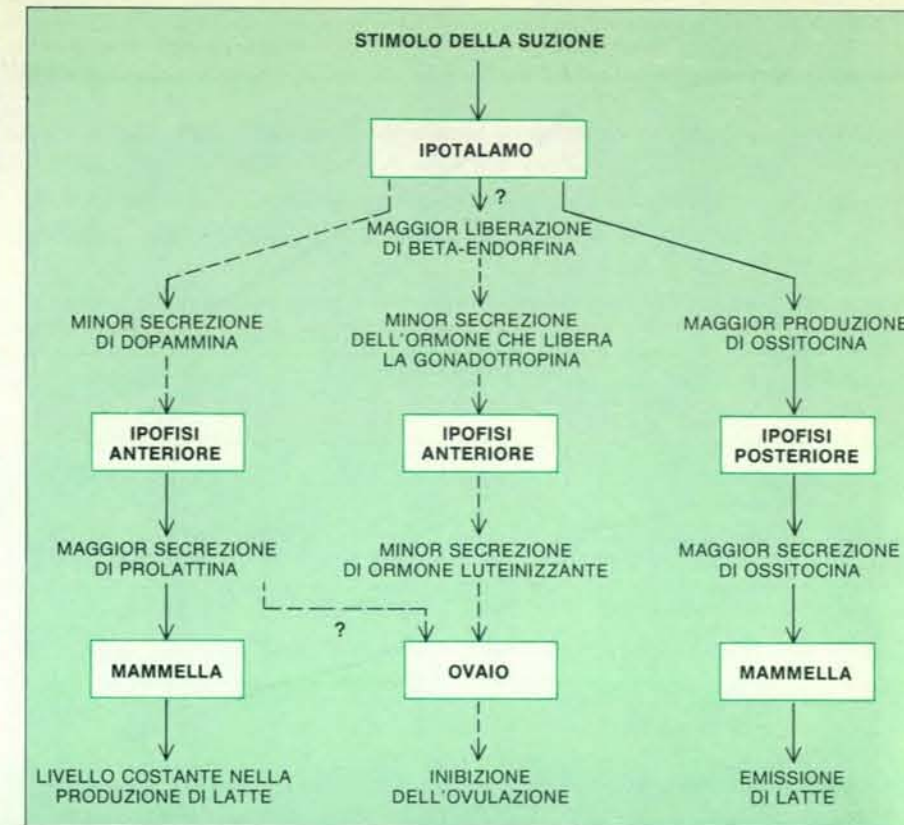 STIMOLO DELLA SUZIONE
IPOTALAMO
?
MAGGIOR LIBERAZIONE
DI BETA-ENDORFINA
MINOR SECREZIONE
DI DOPAMMINA
MINOR SECREZIONE
DELL'ORMONE CHE LIBERA
LA GONADOTROPINA
MAGGIOR PRODUZIONE
DI OSSITOCINA
IPOFISI
ANTERIORE
IPOFISI
ANTERIORE
IPOFISI
POSTERIORE
MAGGIOR SECREZIONE
DI PROLATTINA
MINOR SECREZIONE
DI ORMONE LUTEINIZZANTE
MAGGIOR SECREZIONE
DI OSSITOCINA
?
MAMMELLA
OVAIO
MAMMELLA
LIVELLO COSTANTE NELLA
PRODUZIONE DI LATTE
INIBIZIONE
DELL'OVULAZIONE
EMISSIONE
DI LATTE